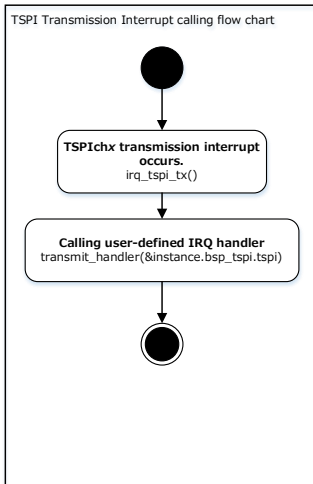 TSPI Transmission Interrupt calling flow chart
TSPIchx transmission interrupt
occurs.
irq_tspi_tx()
Calling user-defined IRQ handler
transmit_handler(&instance.bsp_tspi.tspi)